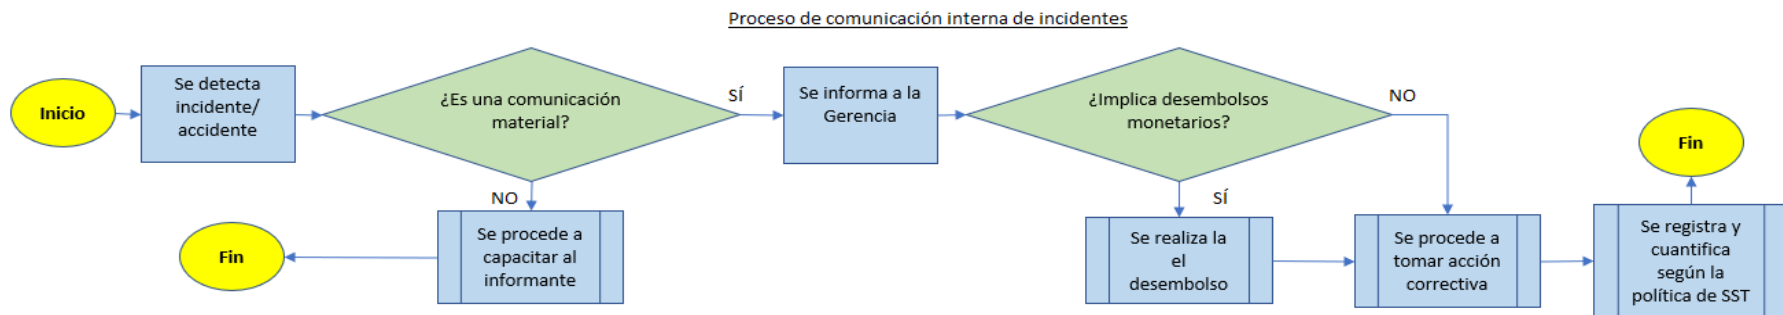 Proceso de comunicación interna de incidentes
Inicio
Se detecta
incidente/
accidente
¿Es una comunicación
material?
SÍ
Se informa a la
Gerencia
¿Implica desembolsos
monetarios?
NO
Fin
NO
Se procede a
capacitar al
informante
Fin
SÍ
Se realiza la
el
desembolso
Se procede a
tomar acción
correctiva
Se registra y
cuantifica
según la
política de SST